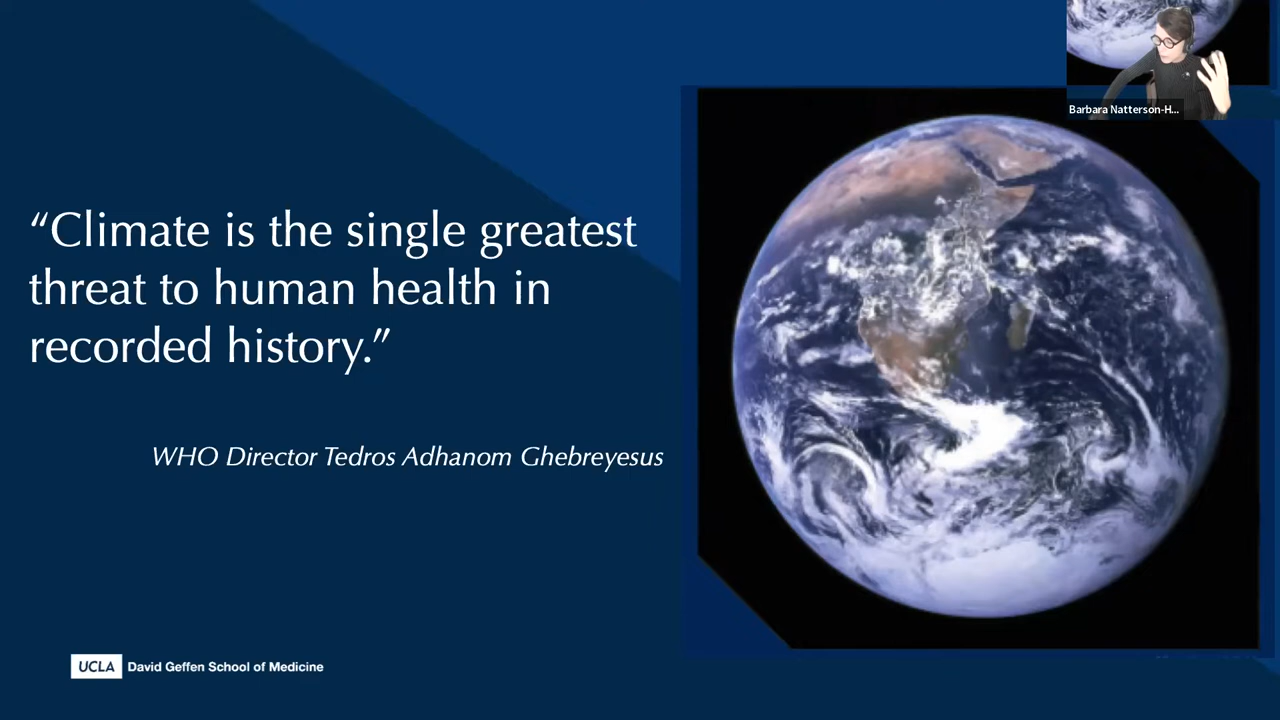 “Climate is the single greatest
threat to human health in
recorded history.”
WHO Director Tedros Adhanom Ghebreyesus
UCLA David Geffen School of Medicine
Barbara Natterson-H...